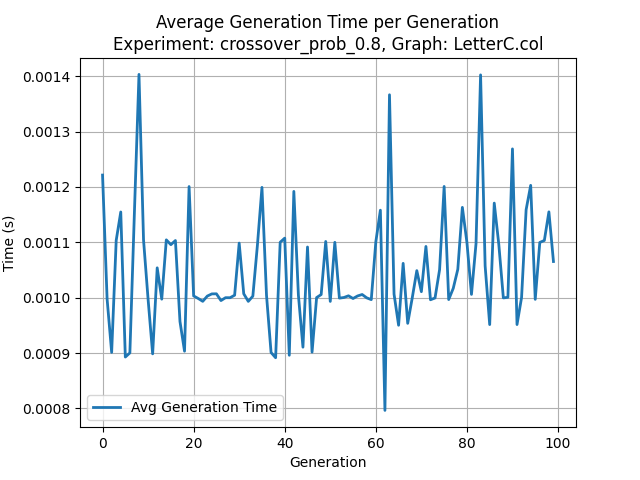 Average Generation Time per Generation
Experiment: crossover_prob_0.8, Graph: LetterC.col
0.0014
0.0013
0.0012
0.0011
0.0010
0.0009
0.0008
Time (s)
Avg Generation Time
0 20 40 60 80 100
Generation